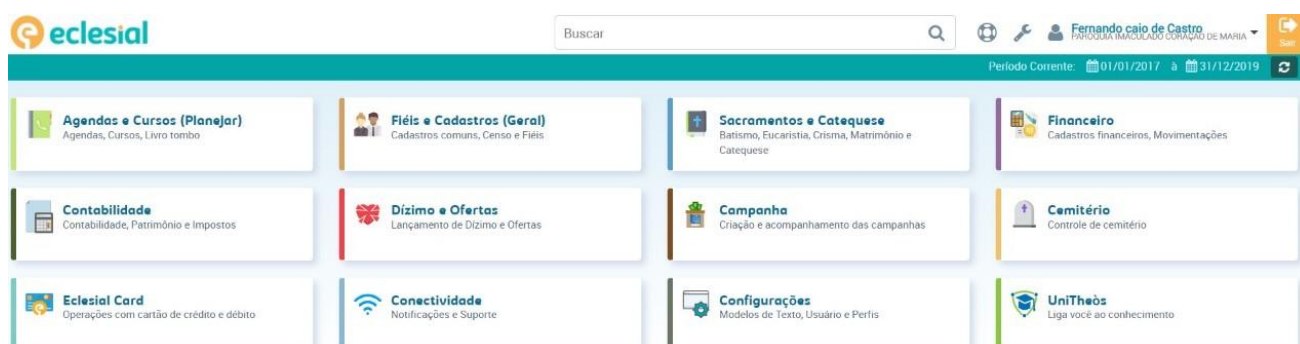 eclesial
Buscar
Fernando caio de Castro
PAROQUIA IMACULADO CORAÇÃO DE MARIA
Sair
Período Corrente: 01/01/2017 à 31/12/2019
Agendas e Cursos (Planejar)
Agendas, Cursos, Livro tombo
Fiéis e Cadastros (Geral)
Cadastros comuns, Censo e Fiéis
Sacramentos e Catequese
Batismo, Eucaristia, Crisma, Matrimônio e
Catequese
Financeiro
Cadastros financeiros, Movimentações
Contabilidade
Contabilidade, Patrimônio e Impostos
Dízimo e Ofertas
Lançamento de Dízimo e Ofertas
Campanha
Criação e acompanhamento das campanhas
Cemitério
Controle de cemitério
Eclesial Card
Operações com cartão de crédito e débito
Conectividade
Notificações e Suporte
Configurações
Modelos de Texto, Usuário e Perfis
UniTheòs
Liga você ao conhecimento